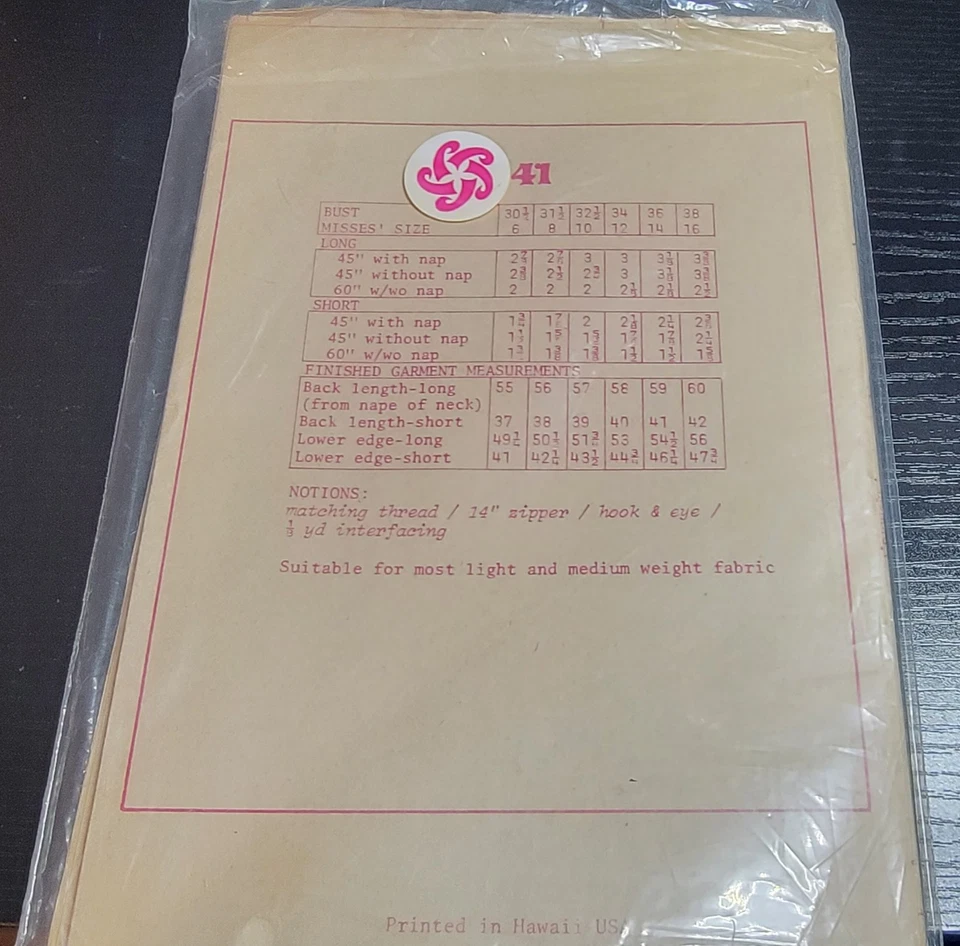 41
BUST 30½ 31½ 32½ 34 36 38
MISSES' SIZE 6 8 10 12 14 16
LONG
45" with nap 2⅞ 2⅞ 3 3 3⅛ 3⅜
45" without nap 2⅜ 2½ 2¾ 3 3⅛ 3⅜
60" w/wo nap 2 2 2 2⅛ 2⅛ 2½
SHORT
45" with nap 1¾ 1⅞ 2 2⅛ 2¼ 2⅜
45" without nap 1½ 1⅝ 1⅝ 1⅞ 1⅞ 2¼
60" w/wo nap 1⅜ 1⅜ 1⅜ 1½ 1½ 1⅝
FINISHED GARMENT MEASUREMENTS
Back length-long 55 56 57 58 59 60
(from nape of neck)
Back length-short 37 38 39 40 41 42
Lower edge-long 49¼ 50½ 51¾ 53 54½ 56
Lower edge-short 41 42¼ 43½ 44¾ 46¼ 47¾
NOTIONS:
matching thread / 14" zipper / hook & eye /
⅓ yd interfacing
Suitable for most light and medium weight fabric
Printed in Hawaii USA